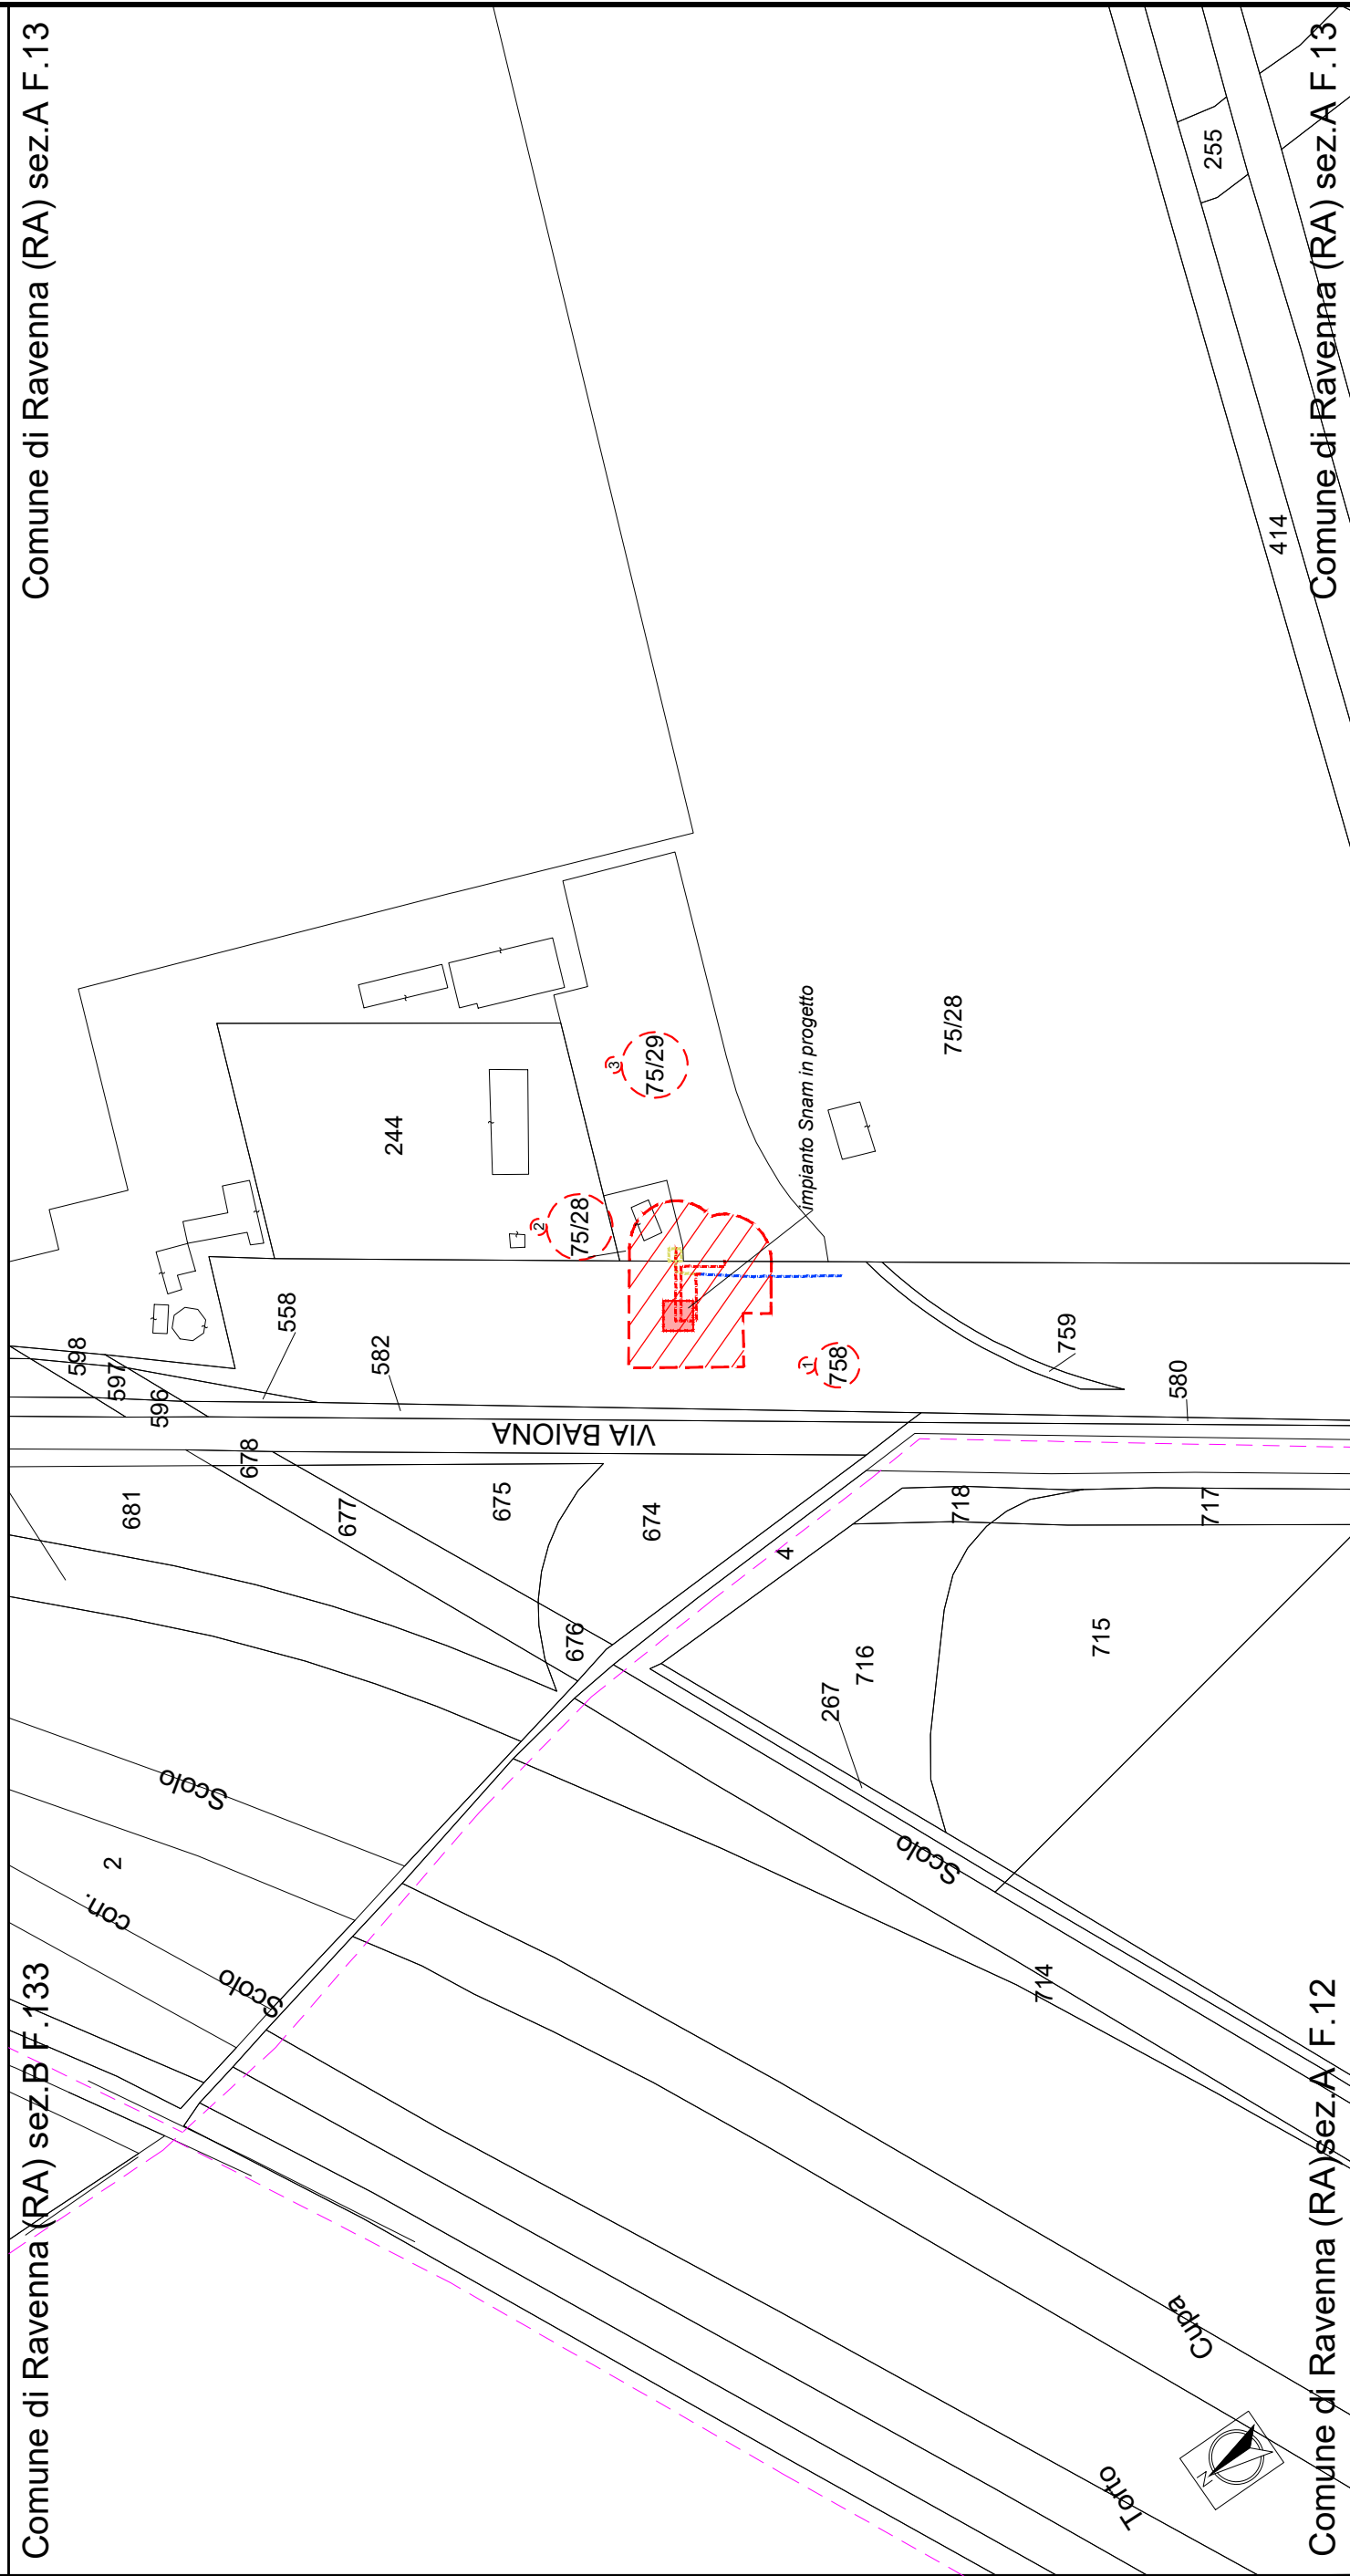 Comune di Ravenna (RA) sez.B F.133
Comune di Ravenna (RA) sez.A F.13
598
597
596
558
582
678
681
677
675
674
676
VIA BAIONA
244
2
75/28
3
75/29
impianto Snam in progetto
75/28
1
758
759
580
255
414
718
717
4
716
715
267
714
Scolo
2
con.
Scolo
Scolo
Cupa
Torto
N
Comune di Ravenna (RA)sez.A F.12
Comune di Ravenna (RA) sez.A F.13